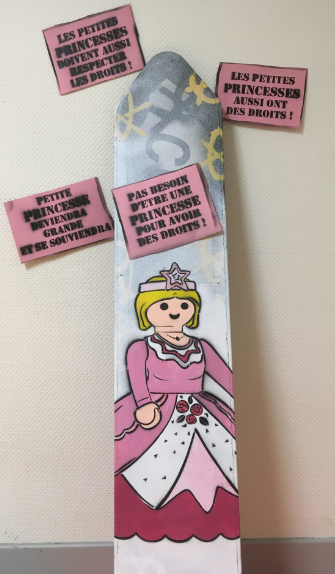 LES PETITES
PRINCESSES
DOIVENT AUSSI
RESPECTER
LES DROITS !
LES PETITES
PRINCESSES
AUSSI ONT
DES DROITS !
PETITE
PRINCESSE
DEVIENDRA
GRANDE
ET SE SOUVIENDRA
PAS BESOIN
D'ETRE UNE
PRINCESSE
POUR AVOIR
DES DROITS !